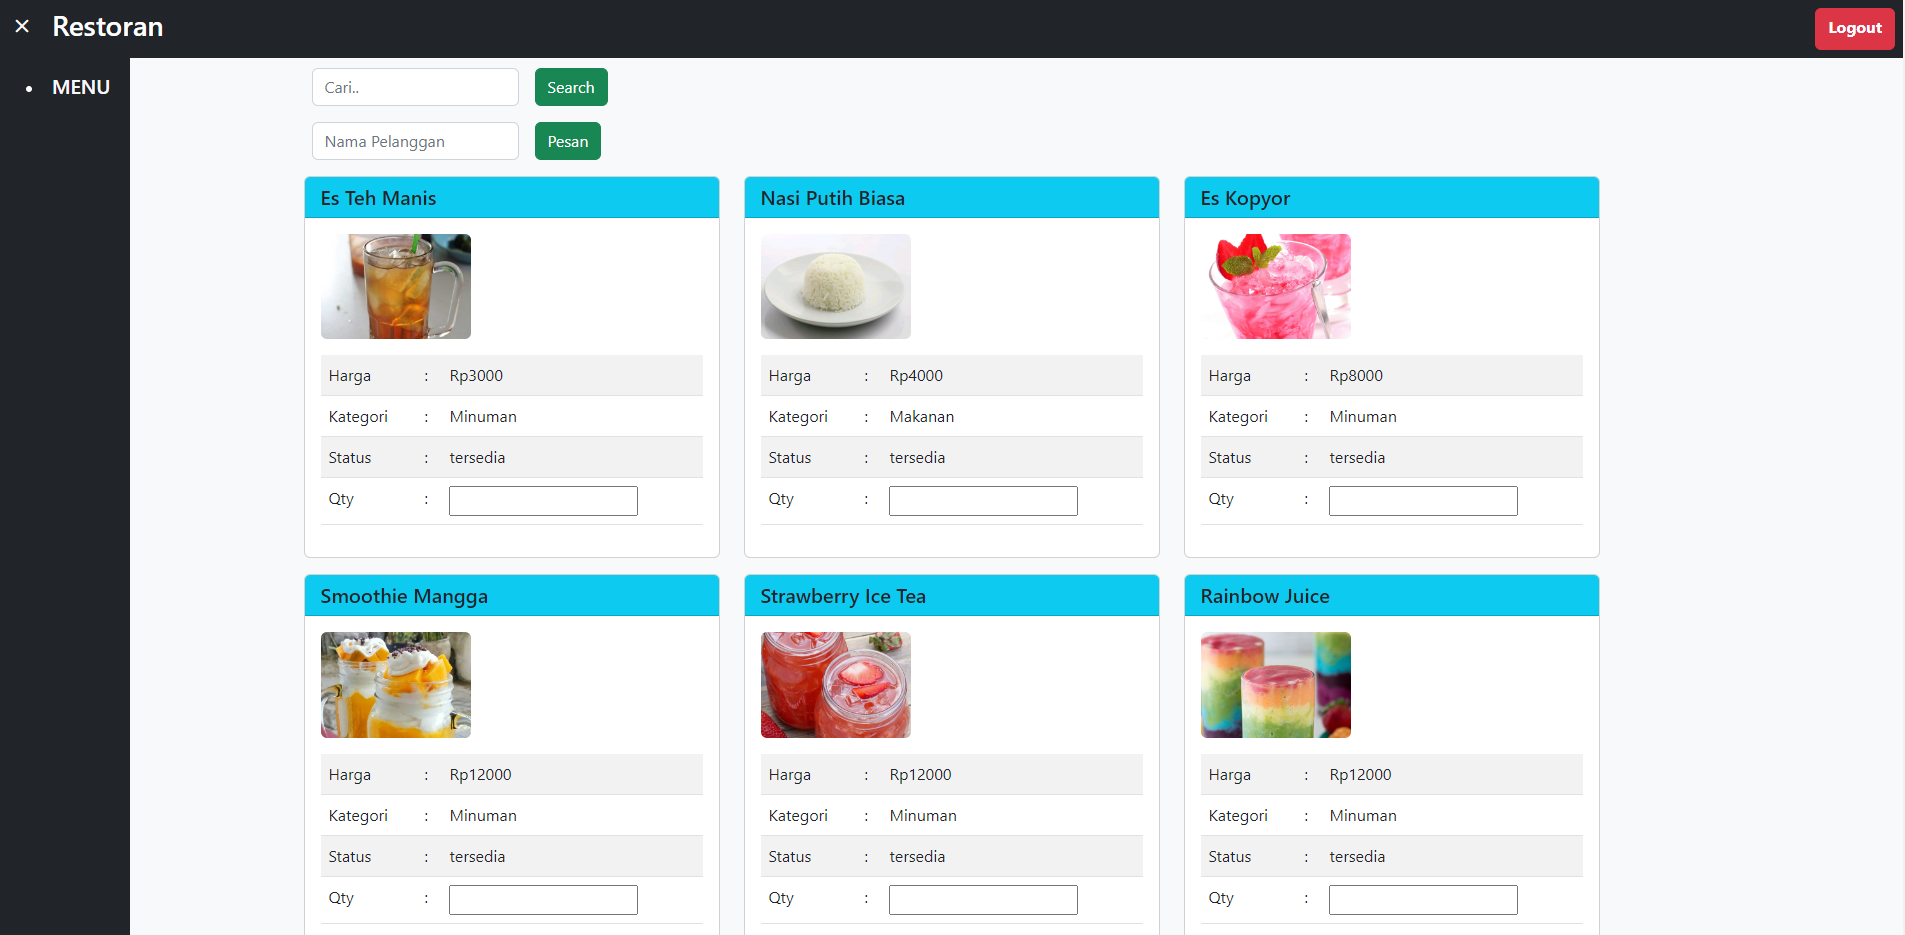 × Restoran Logout
• MENU
Cari.. Search
Nama Pelanggan Pesan
Es Teh Manis Nasi Putih Biasa Es Kopyor
Harga : Rp3000 Harga : Rp4000 Harga : Rp8000
Kategori : Minuman Kategori : Makanan Kategori : Minuman
Status : tersedia Status : tersedia Status : tersedia
Qty : Qty : Qty :
Smoothie Mangga Strawberry Ice Tea Rainbow Juice
Harga : Rp12000 Harga : Rp12000 Harga : Rp12000
Kategori : Minuman Kategori : Minuman Kategori : Minuman
Status : tersedia Status : tersedia Status : tersedia
Qty : Qty : Qty :